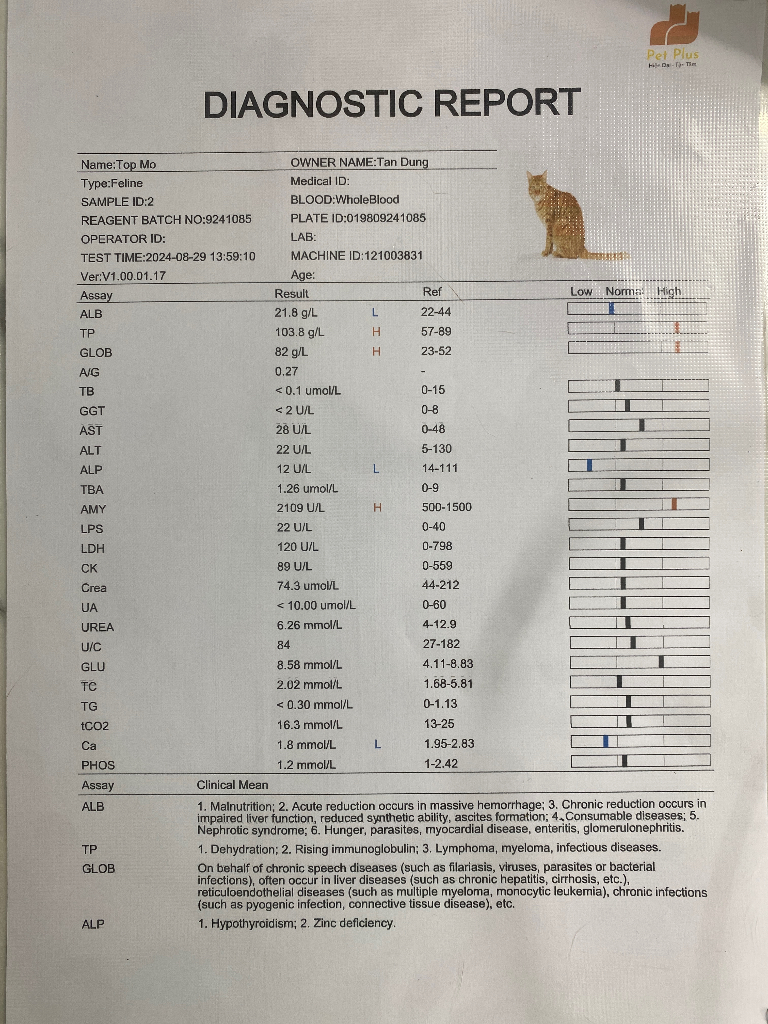 Pet Plus
DIAGNOSTIC REPORT
Name:Top Mo OWNER NAME:Tan Dung
Type:Feline Medical ID:
SAMPLE ID:2 BLOOD:WholeBlood
REAGENT BATCH NO:9241085 PLATE ID:019809241085
OPERATOR ID: LAB:
TEST TIME:2024-08-29 13:59:10 MACHINE ID:121003831
Ver:V1.00.01.17 Age:
Assay Result Ref Low Normal High
ALB 21.8 g/L L 22-44
TP 103.8 g/L H 57-89
GLOB 82 g/L H 23-52
A/G 0.27 -
TB < 0.1 umol/L 0-15
GGT < 2 U/L 0-8
AST 28 U/L 0-48
ALT 22 U/L 5-130
ALP 12 U/L L 14-111
TBA 1.26 umol/L 0-9
AMY 2109 U/L H 500-1500
LPS 22 U/L 0-40
LDH 120 U/L 0-798
CK 89 U/L 0-559
Crea 74.3 umol/L 44-212
UA < 10.00 umol/L 0-60
UREA 6.26 mmol/L 4-12.9
U/C 84 27-182
GLU 8.58 mmol/L 4.11-8.83
TC 2.02 mmol/L 1.68-5.81
TG < 0.30 mmol/L 0-1.13
tCO2 16.3 mmol/L 13-25
Ca 1.8 mmol/L L 1.95-2.83
PHOS 1.2 mmol/L 1-2.42
Assay Clinical Mean
ALB 1. Malnutrition; 2. Acute reduction occurs in massive hemorrhage; 3. Chronic reduction occurs in
impaired liver function, reduced synthetic ability, ascites formation; 4. Consumable diseases; 5.
Nephrotic syndrome; 6. Hunger, parasites, myocardial disease, enteritis, glomerulonephritis.
TP 1. Dehydration; 2. Rising immunoglobulin; 3. Lymphoma, myeloma, infectious diseases.
GLOB On behalf of chronic speech diseases (such as filariasis, viruses, parasites or bacterial
infections), often occur in liver diseases (such as chronic hepatitis, cirrhosis, etc.),
reticuloendothelial diseases (such as multiple myeloma, monocytic leukemia), chronic infections
(such as pyogenic infection, connective tissue disease), etc.
ALP 1. Hypothyroidism; 2. Zinc deficiency.